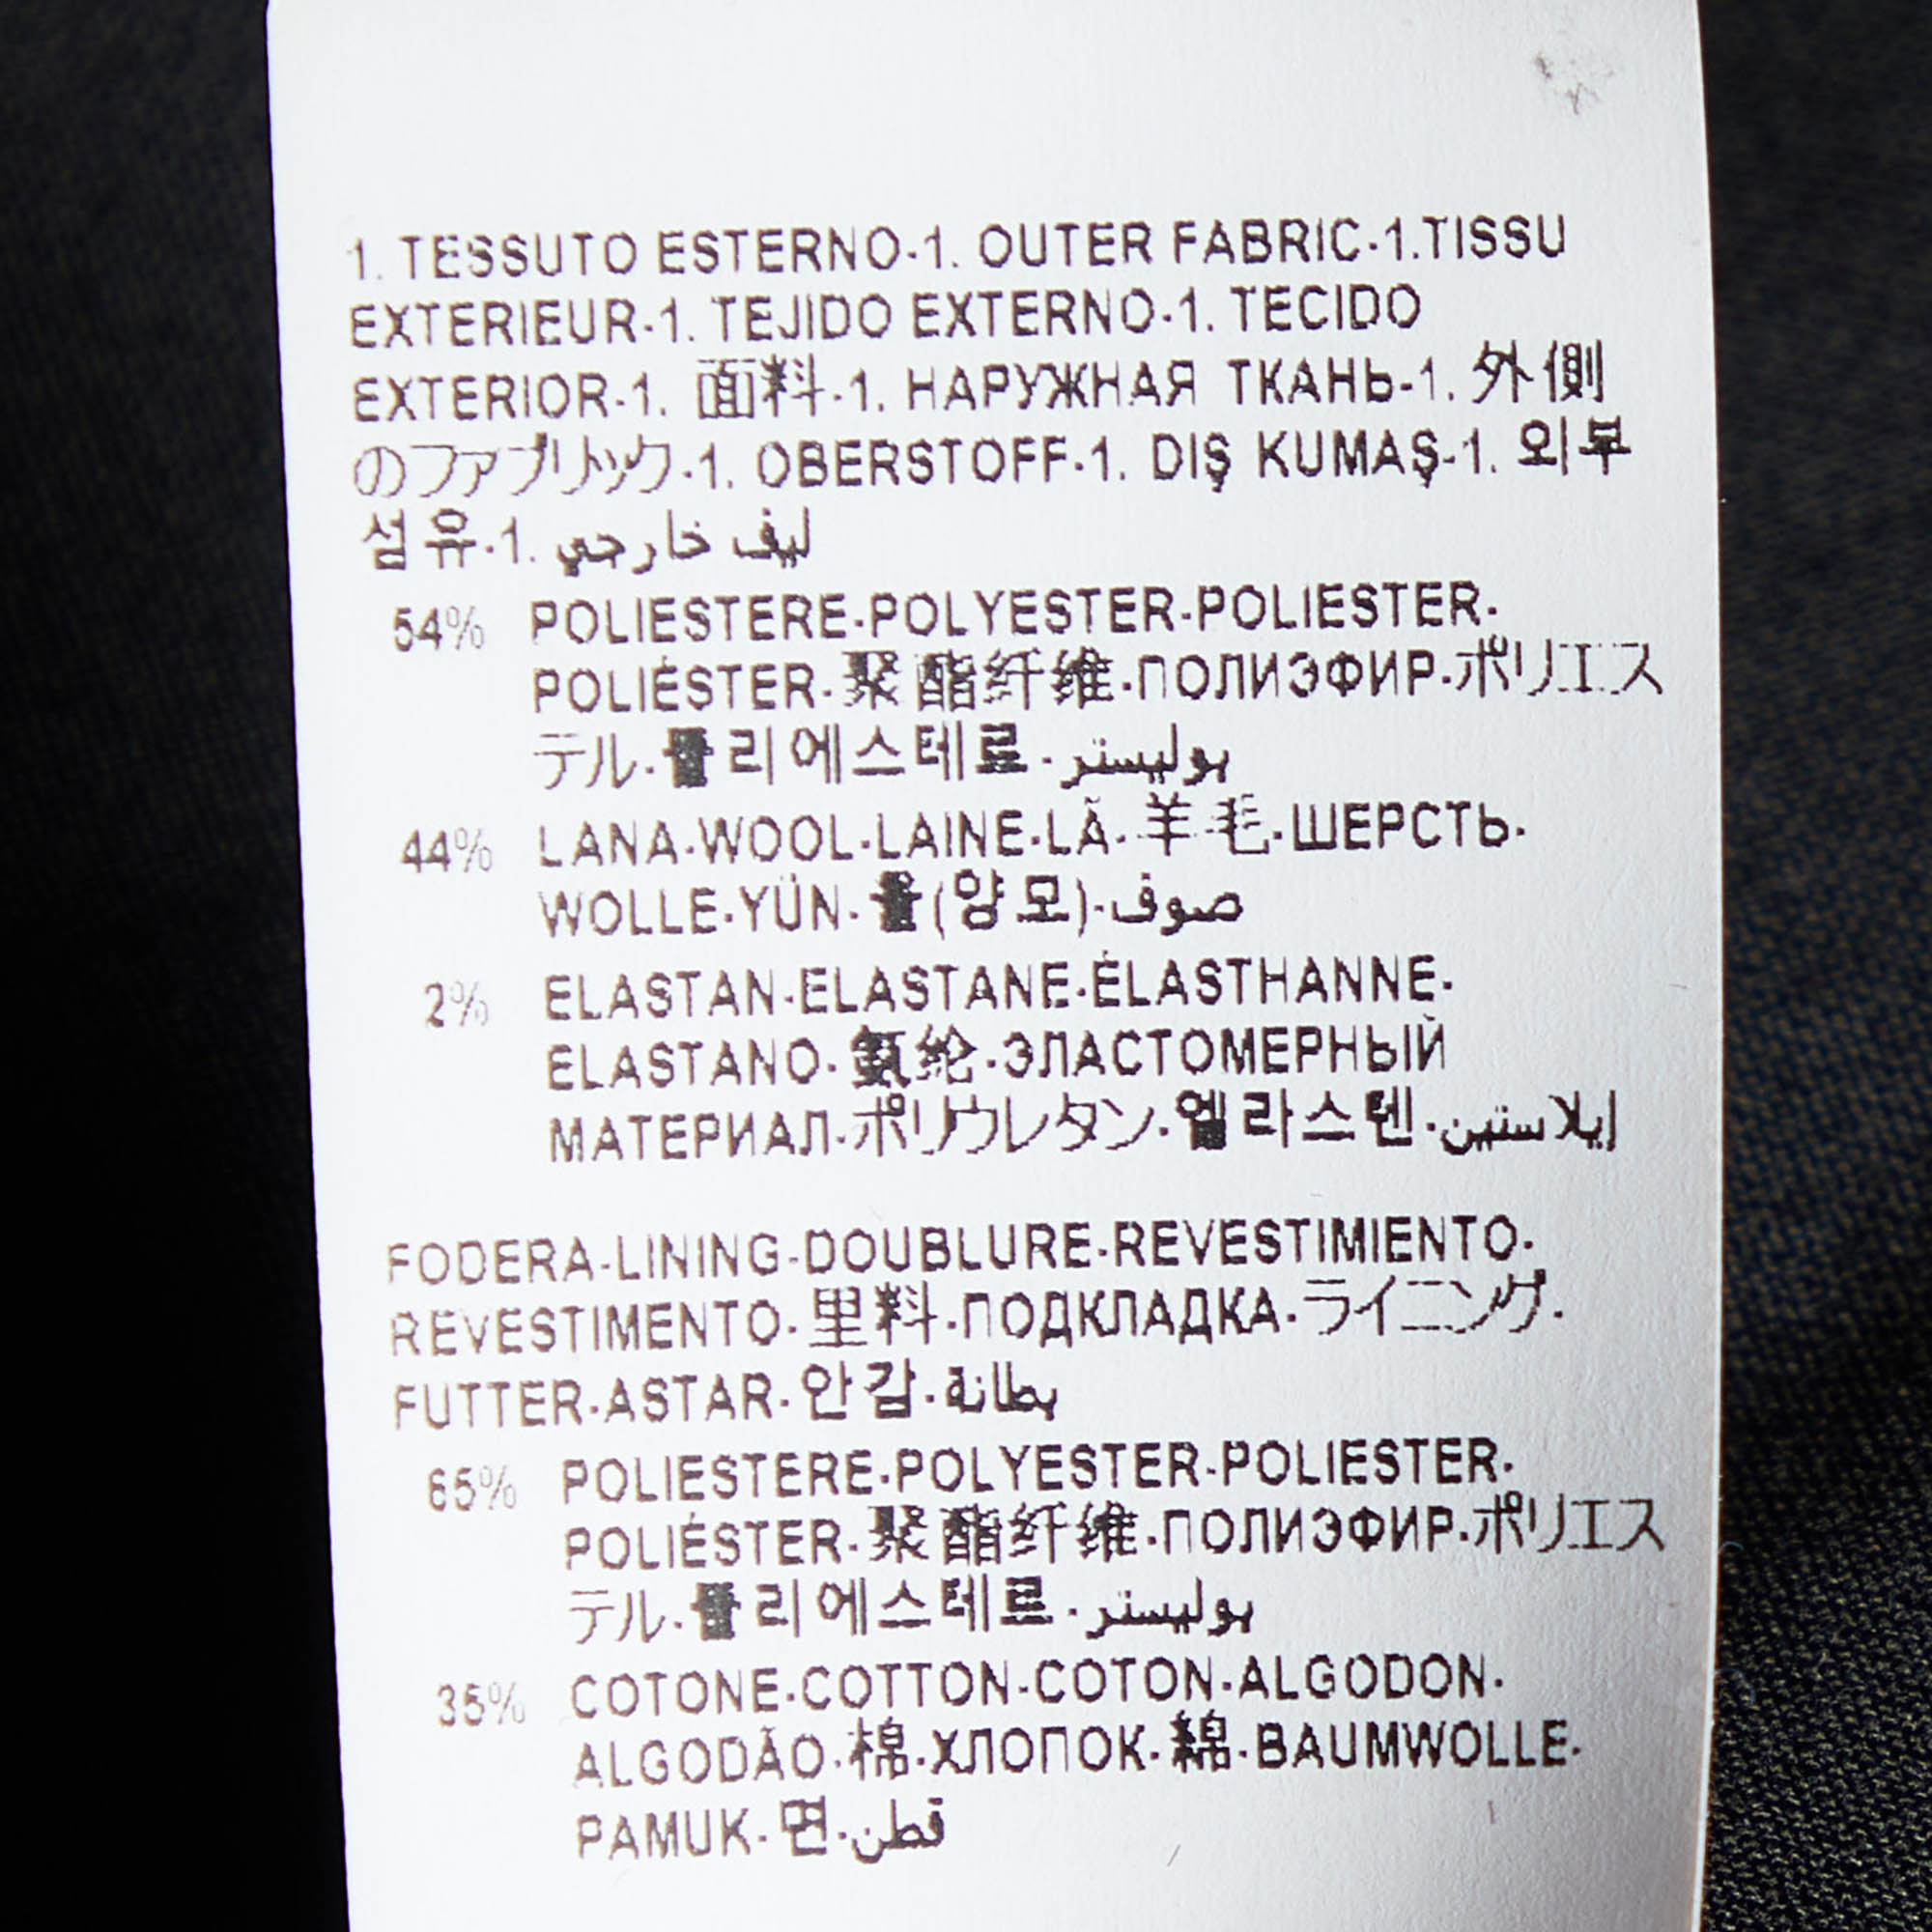 1. TESSUTO ESTERNO-1. OUTER FABRIC-1.TISSU
EXTERIEUR-1. TEJIDO EXTERNO-1. TECIDO
EXTERIOR-1. 面料-1. НАРУЖНАЯ ТКАНЬ-1. 外側
のファブリック-1. OBERSTOFF-1. DIŞ KUMAŞ-1. 외부
섬유-1. ليف خارجي
54% POLIESTERE-POLYESTER-POLIESTER-
POLIÉSTER-聚酯纤维-ПОЛИЭФИР-ポリエス
テル-폴리에스테르-بوليستر
44% LANA-WOOL-LAINE-LÃ-羊毛-ШЕРСТЬ-
WOLLE-YÜN-울(양모)-صوف
2% ELASTAN-ELASTANE-ÉLASTHANNE-
ELASTANO-氨纶-ЭЛАСТОМЕРНЫЙ
МАТЕРИАЛ-ポリウレタン-엘라스텐-إيلاستين
FODERA-LINING-DOUBLURE-REVESTIMIENTO-
REVESTIMENTO-里料-ПОДКЛАДКА-ライニング-
FUTTER-ASTAR-안감-بطانة
65% POLIESTERE-POLYESTER-POLIESTER-
POLIÉSTER-聚酯纤维-ПОЛИЭФИР-ポリエス
テル-폴리에스테르-بوليستر
35% COTONE-COTTON-COTON-ALGODON-
ALGODÃO-棉-ХЛОПОК-綿-BAUMWOLLE-
PAMUK-면-قطن